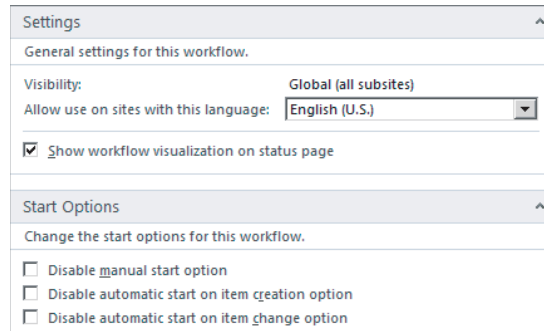 Settings
General settings for this workflow.
Visibility: Global (all subsites)
Allow use on sites with this language: English (U.S.)
Show workflow visualization on status page
Start Options
Change the start options for this workflow.
Disable manual start option
Disable automatic start on item creation option
Disable automatic start on item change option